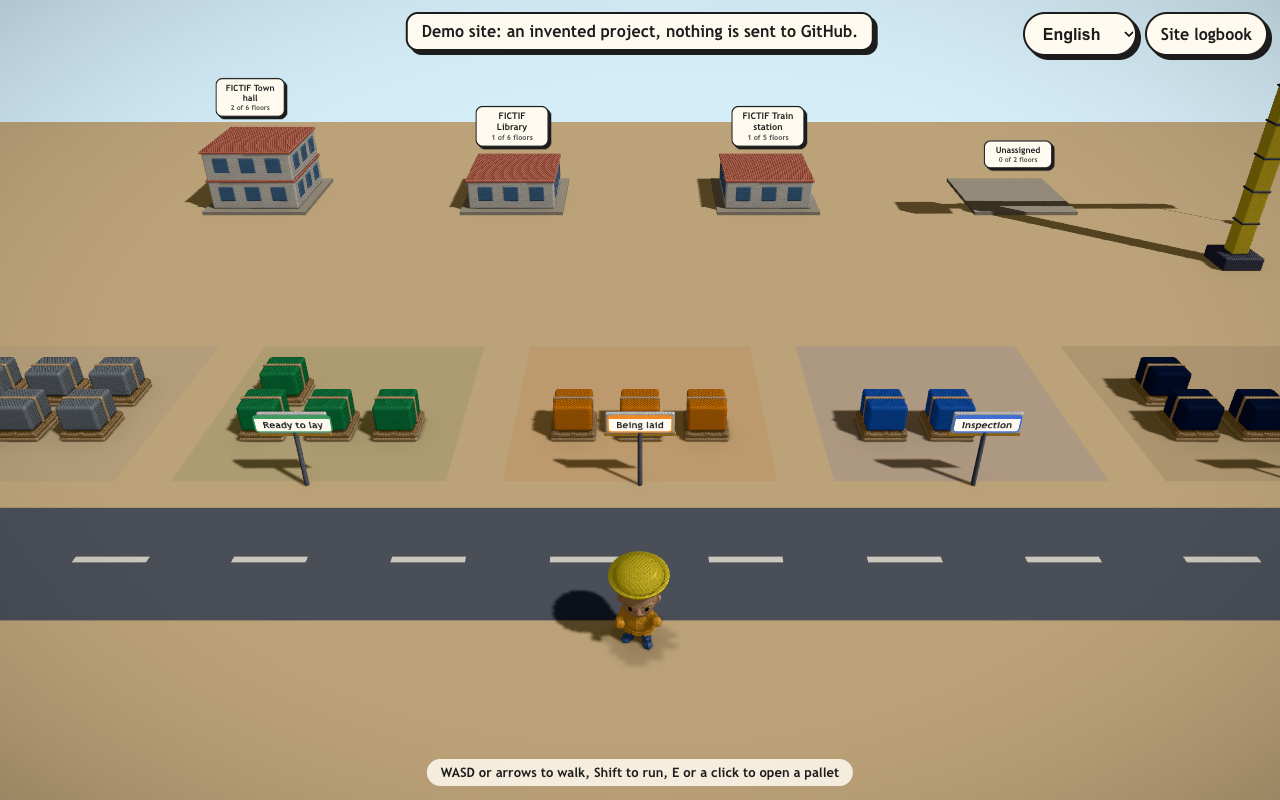 Demo site: an invented project, nothing is sent to GitHub.
English
Site logbook
FICTIF Town
hall
2 of 6 floors
FICTIF
Library
1 of 6 floors
FICTIF Train
station
1 of 5 floors
Unassigned
0 of 2 floors
Ready to lay
Being laid
Inspection
WASD or arrows to walk, Shift to run, E or a click to open a pallet